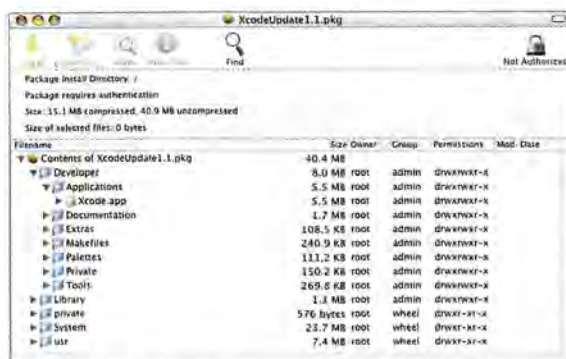 XcodeUpdate1.1.pkg
Find
Not Authorized
Package Install Directory: /
Package requires authentication
Size: 15.1 MB compressed, 40.9 MB uncompressed
Size of selected files: 0 bytes
Filename Size Owner Group Permissions Mod. Date
Contents of XcodeUpdate1.1.pkg 40.4 MB
Developer 8.0 MB root admin drwxrwxr-x
Applications 5.5 MB root admin drwxrwxr-x
Xcode.app 5.5 MB root admin drwxrwxr-x
Documentation 1.7 MB root admin drwxrwxr-x
Extras 108.5 KB root admin drwxrwxr-x
Makefiles 240.9 KB root admin drwxrwxr-x
Palettes 111.2 KB root admin drwxrwxr-x
Private 150.2 KB root admin drwxrwxr-x
Tools 269.8 KB root admin drwxrwxr-x
Library 1.3 MB root admin drwxrwxr-x
private 576 bytes root wheel drwxr-xr-x
System 23.7 MB root wheel drwxr-xr-x
usr 7.4 MB root wheel drwxr-xr-x